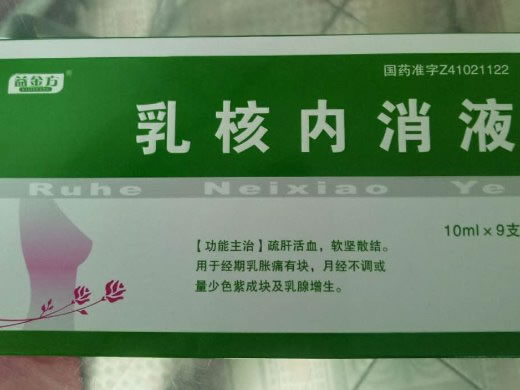 益金方
国药准字Z41021122
乳核内消液
Ruhe Neixiao Ye
10ml×9支
【功能主治】疏肝活血，软坚散结。
用于经期乳胀痛有块，月经不调或
量少色紫成块及乳腺增生。